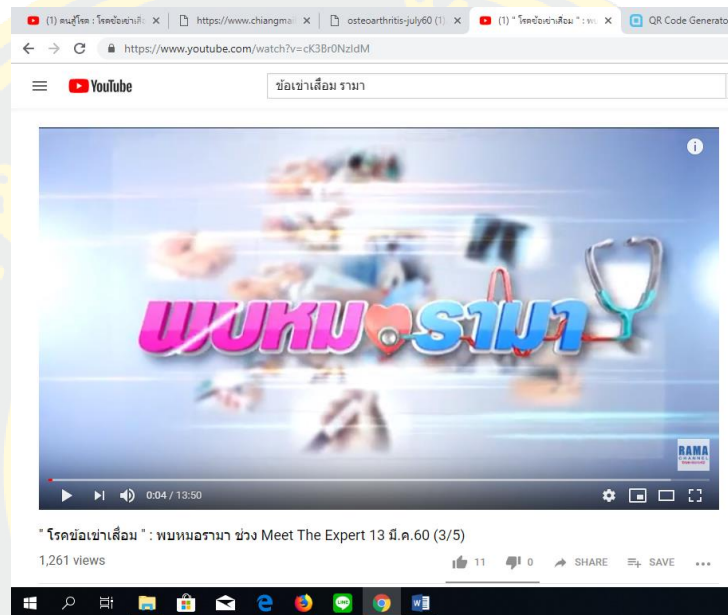 (1) คนสู้โรค : โรคข้อเข่าเสื่
https://www.chiangmai
osteoarthritis-july60 (1)
(1) " โรคข้อเข่าเสื่อม " : พบ
QR Code Generato
https://www.youtube.com/watch?v=cK3Br0NzIdM
YouTube
ข้อเข่าเสื่อม รามา
พบหมอรามา
RAMA
CHANNEL
0:04 / 13:50
" โรคข้อเข่าเสื่อม " : พบหมอรามา ช่วง Meet The Expert 13 มี.ค.60 (3/5)
1,261 views
11
0
SHARE
SAVE
LINE